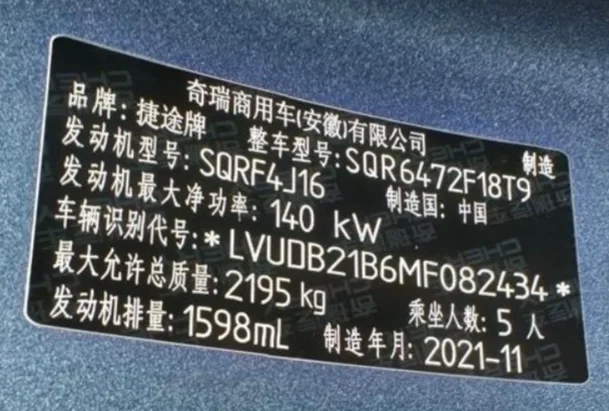 奇瑞商用车(安徽)有限公司 制造
品牌:捷途牌 整车型号:SQR6472F18T9
发动机型号:SQRF4J16 制造国:中国
发动机最大净功率:140 kW
车辆识别代号:*LVUDB21B6MF082434*
最大允许总质量:2195 kg 乘坐人数:5 人
发动机排量:1598mL 制造年月:2021-11